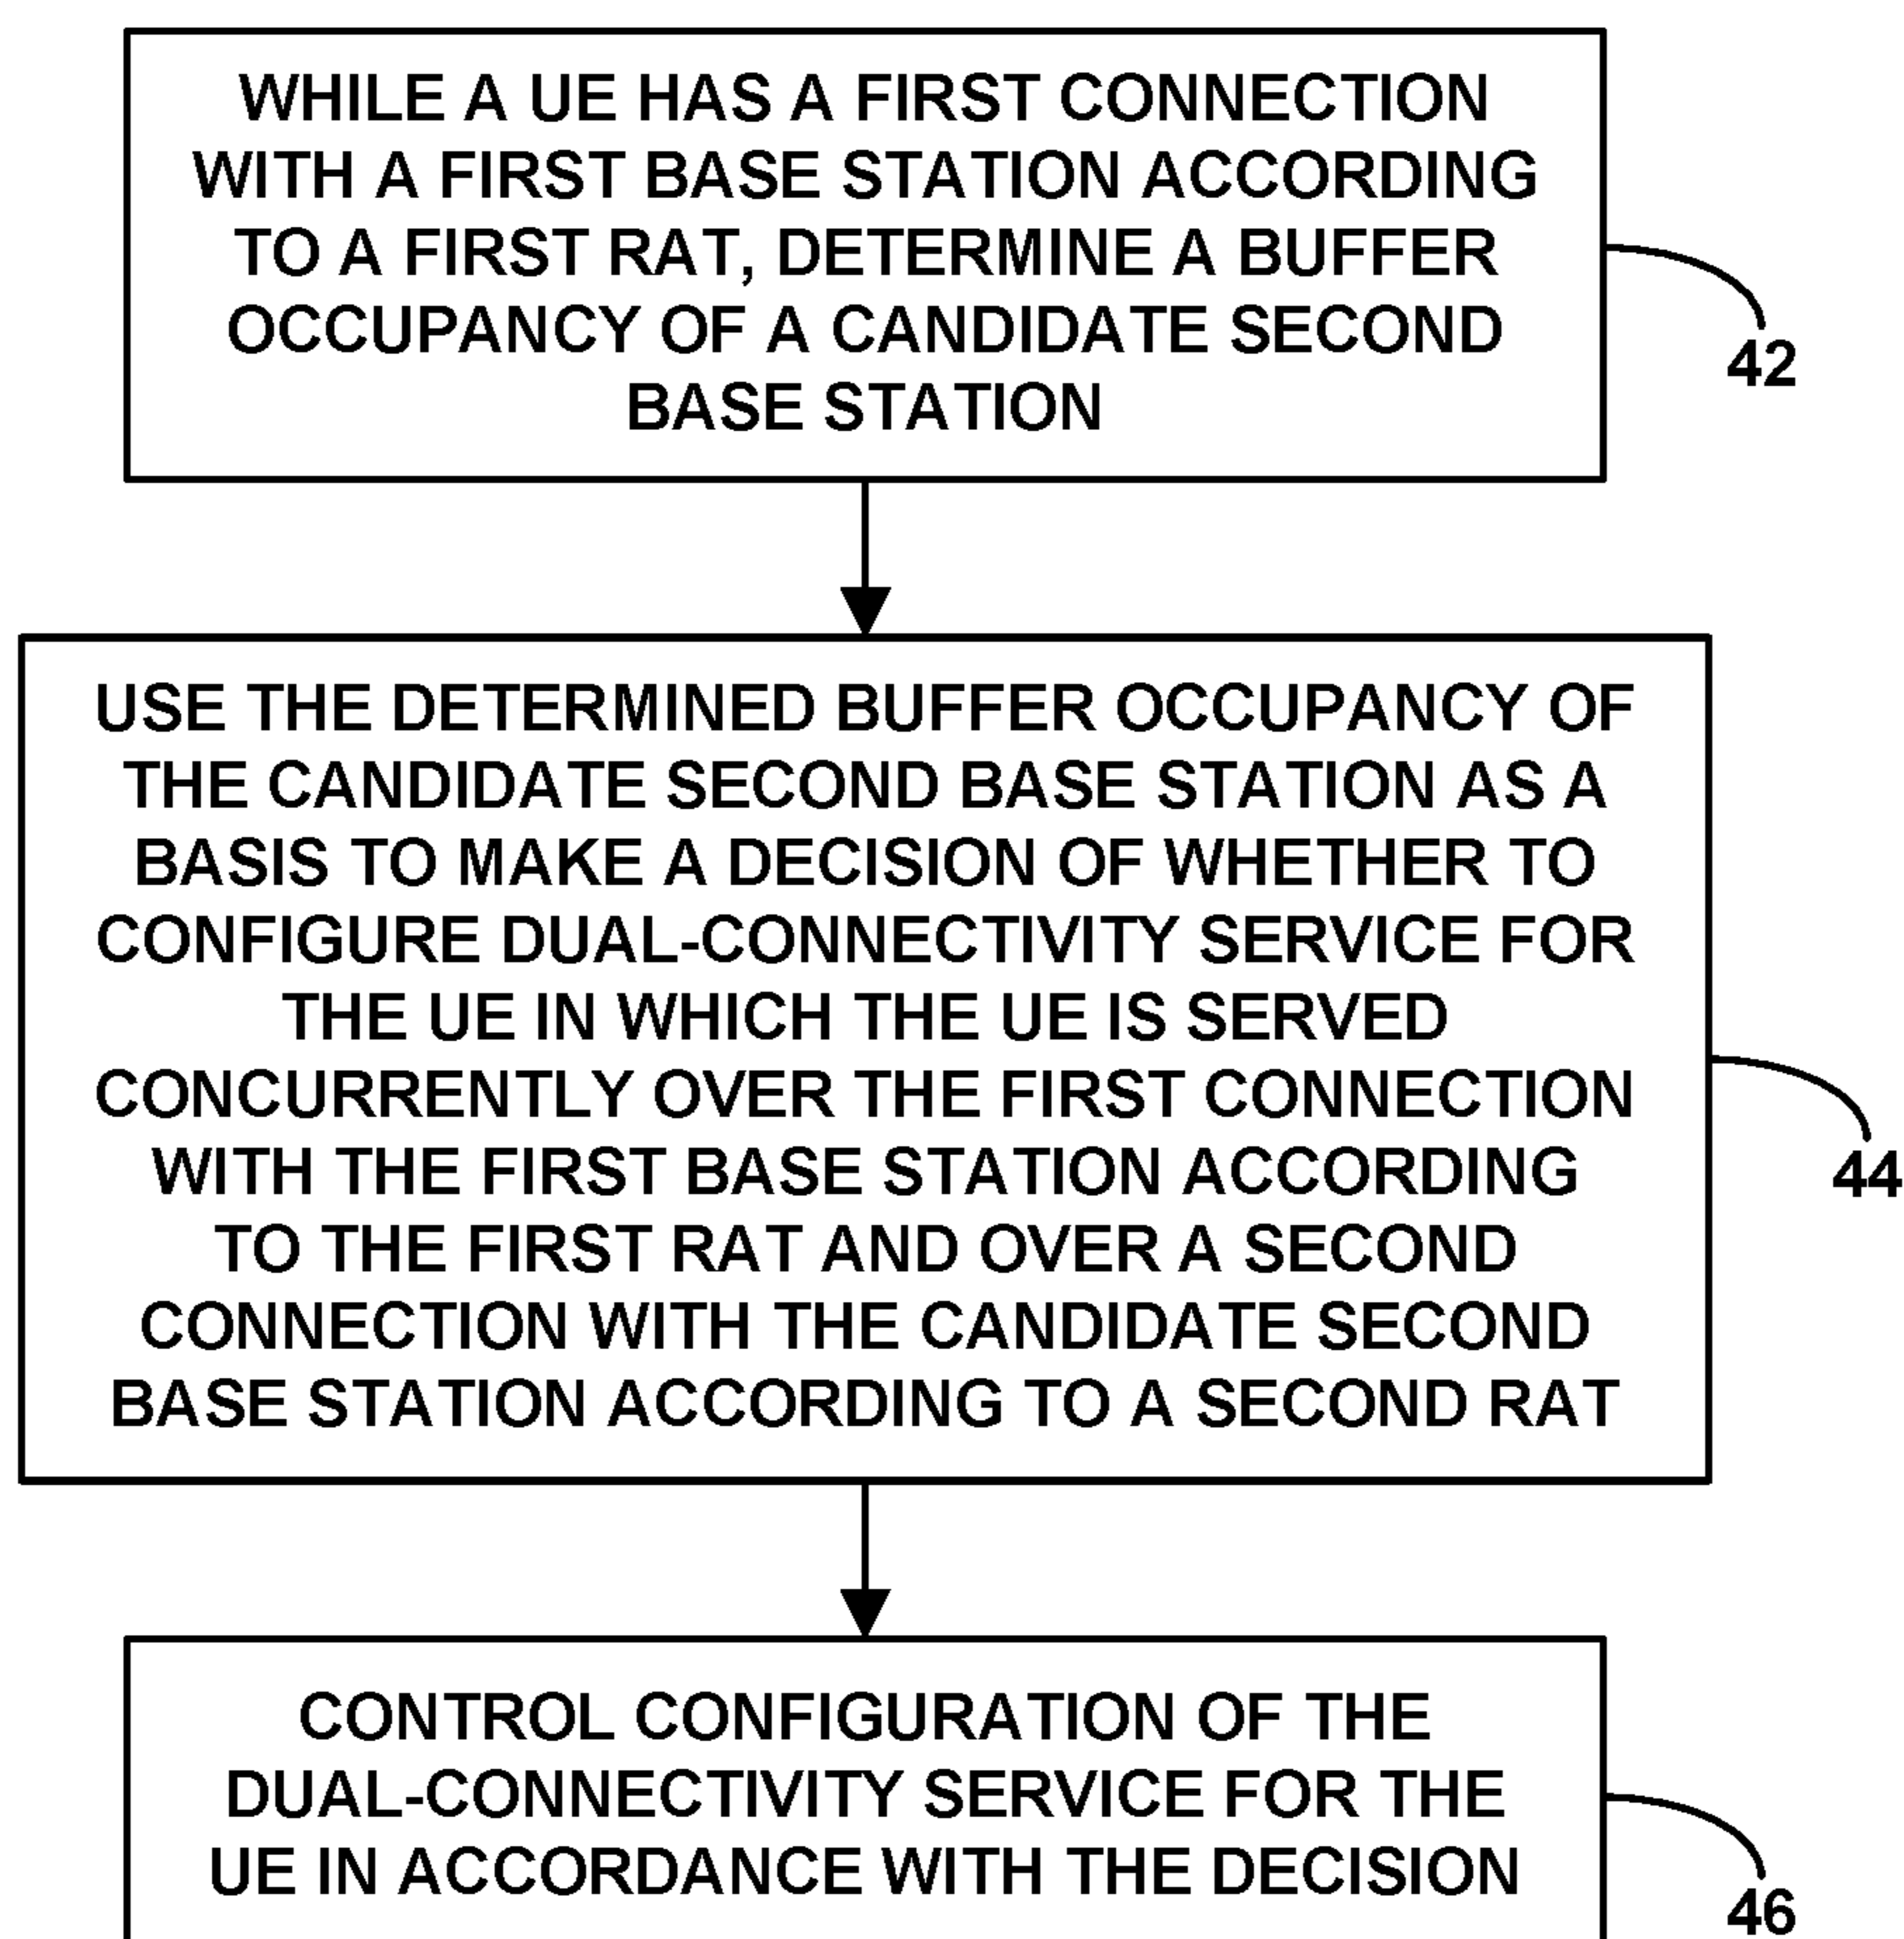 WHILE A UE HAS A FIRST CONNECTION
WITH A FIRST BASE STATION ACCORDING
TO A FIRST RAT, DETERMINE A BUFFER
OCCUPANCY OF A CANDIDATE SECOND
BASE STATION
42
USE THE DETERMINED BUFFER OCCUPANCY OF
THE CANDIDATE SECOND BASE STATION AS A
BASIS TO MAKE A DECISION OF WHETHER TO
CONFIGURE DUAL-CONNECTIVITY SERVICE FOR
THE UE IN WHICH THE UE IS SERVED
CONCURRENTLY OVER THE FIRST CONNECTION
WITH THE FIRST BASE STATION ACCORDING
TO THE FIRST RAT AND OVER A SECOND
CONNECTION WITH THE CANDIDATE SECOND
BASE STATION ACCORDING TO A SECOND RAT
44
CONTROL CONFIGURATION OF THE
DUAL-CONNECTIVITY SERVICE FOR THE
UE IN ACCORDANCE WITH THE DECISION
46